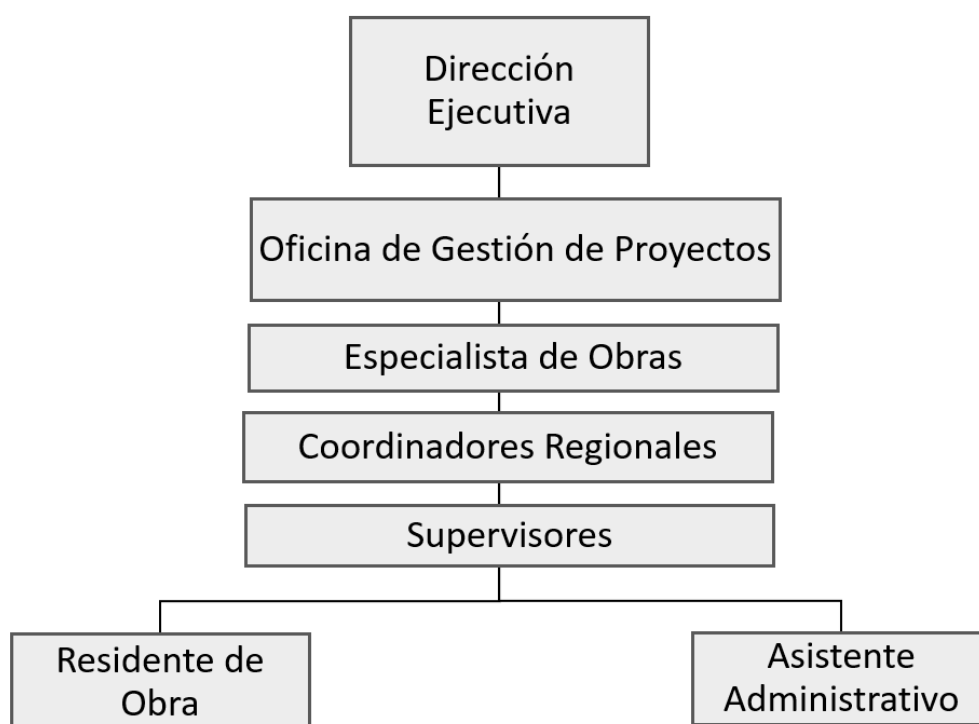 Dirección
Ejecutiva
Oficina de Gestión de Proyectos
Especialista de Obras
Coordinadores Regionales
Supervisores
Residente de
Obra
Asistente
Administrativo